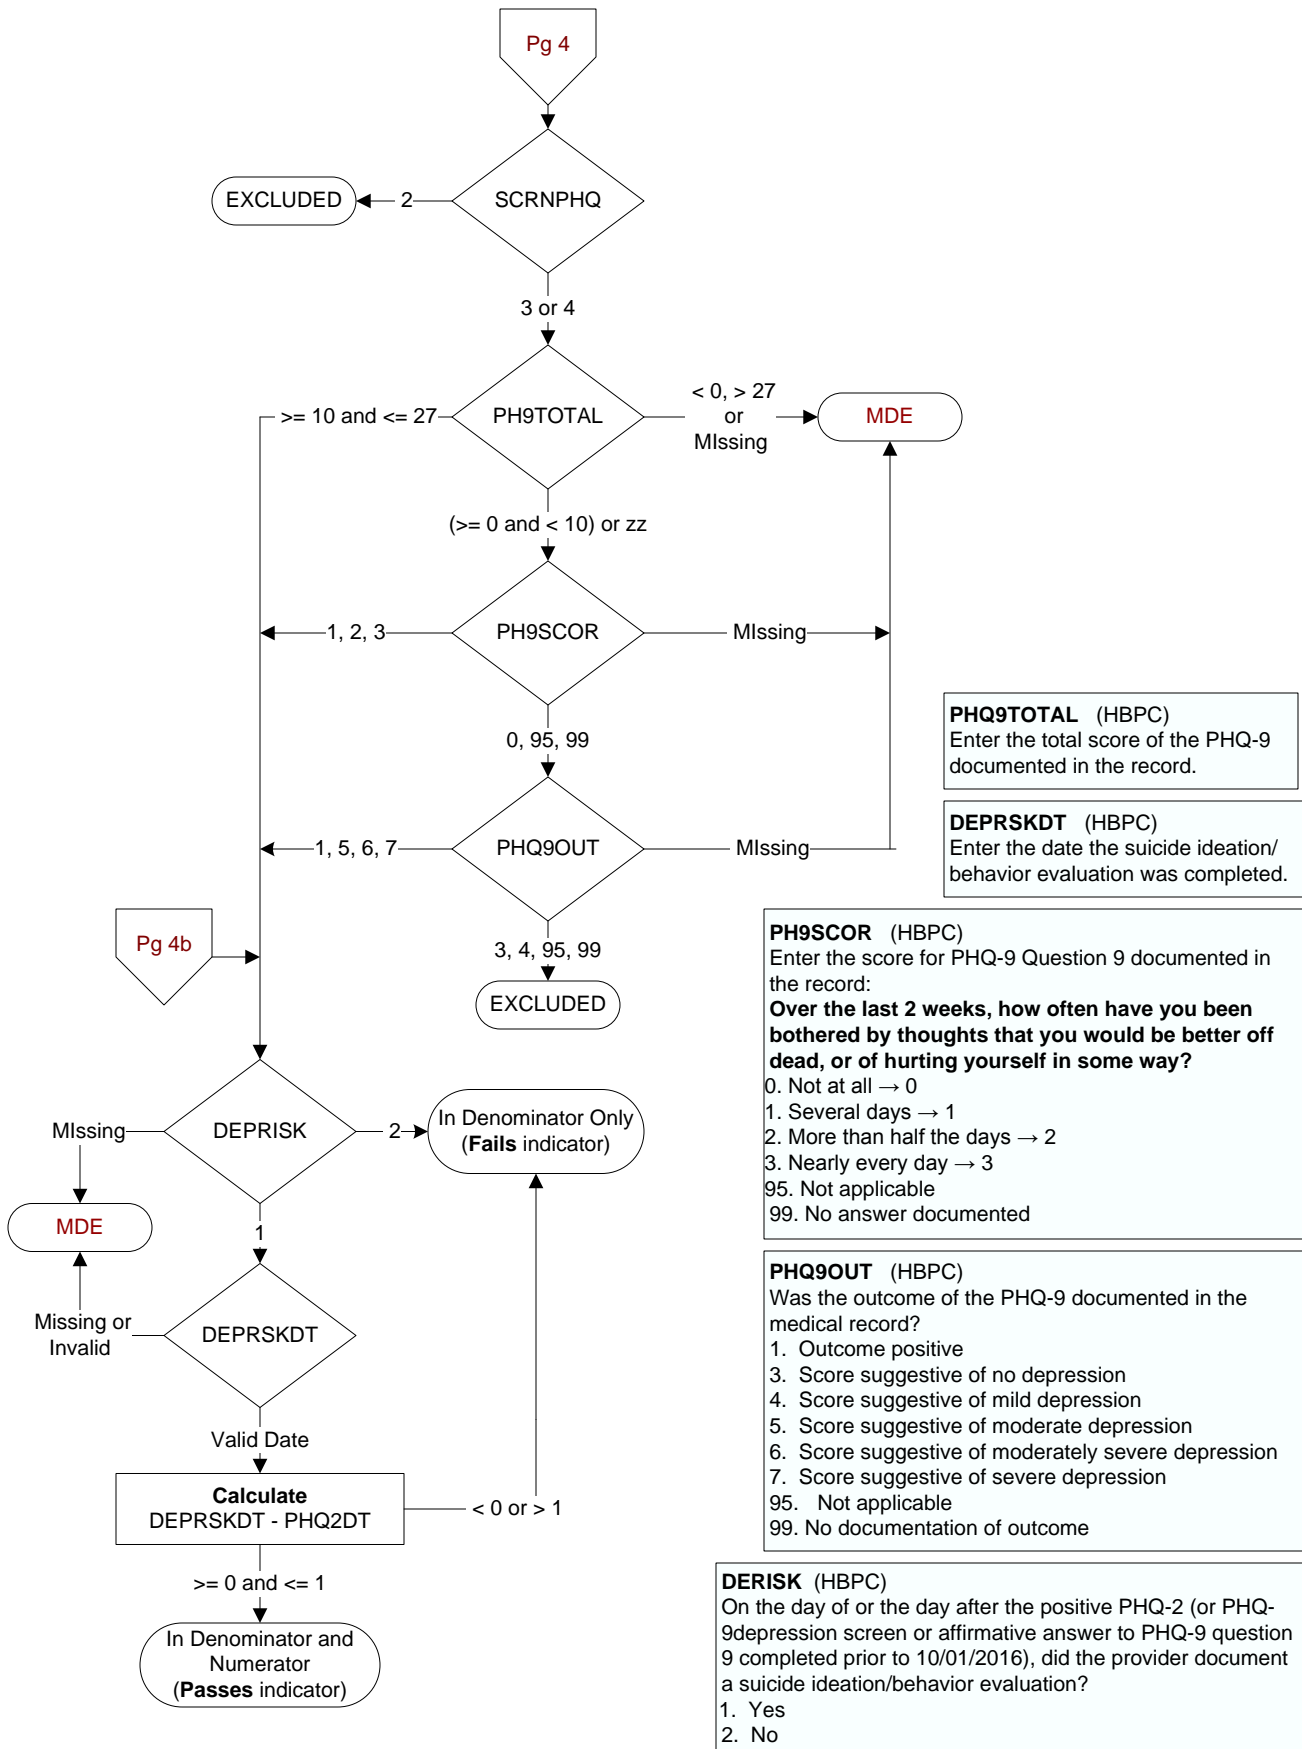 Pg 4
SCRNPHQ
2
EXCLUDED
3 or 4
PH9TOTAL
>= 10 and <= 27
< 0, > 27
or
MIssing
MDE
(>= 0 and < 10) or zz
PH9SCOR
1, 2, 3
MIssing
0, 95, 99
PHQ9OUT
1, 5, 6, 7
MIssing
3, 4, 95, 99
EXCLUDED
Pg 4b
DEPRISK
MIssing
MDE
2
In Denominator Only
(Fails indicator)
1
DEPRSKDT
Missing or
Invalid
Valid Date
Calculate
DEPRSKDT - PHQ2DT
< 0 or > 1
>= 0 and <= 1
In Denominator and
Numerator
(Passes indicator)
PHQ9TOTAL (HBPC)
Enter the total score of the PHQ-9
documented in the record.
DEPRSKDT (HBPC)
Enter the date the suicide ideation/
behavior evaluation was completed.
PH9SCOR (HBPC)
Enter the score for PHQ-9 Question 9 documented in
the record:
Over the last 2 weeks, how often have you been
bothered by thoughts that you would be better off
dead, or of hurting yourself in some way?
0. Not at all → 0
1. Several days → 1
2. More than half the days → 2
3. Nearly every day → 3
95. Not applicable
99. No answer documented
PHQ9OUT (HBPC)
Was the outcome of the PHQ-9 documented in the
medical record?
1. Outcome positive
3. Score suggestive of no depression
4. Score suggestive of mild depression
5. Score suggestive of moderate depression
6. Score suggestive of moderately severe depression
7. Score suggestive of severe depression
95. Not applicable
99. No documentation of outcome
DERISK (HBPC)
On the day of or the day after the positive PHQ-2 (or PHQ-
9depression screen or affirmative answer to PHQ-9 question
9 completed prior to 10/01/2016), did the provider document
a suicide ideation/behavior evaluation?
1. Yes
2. No